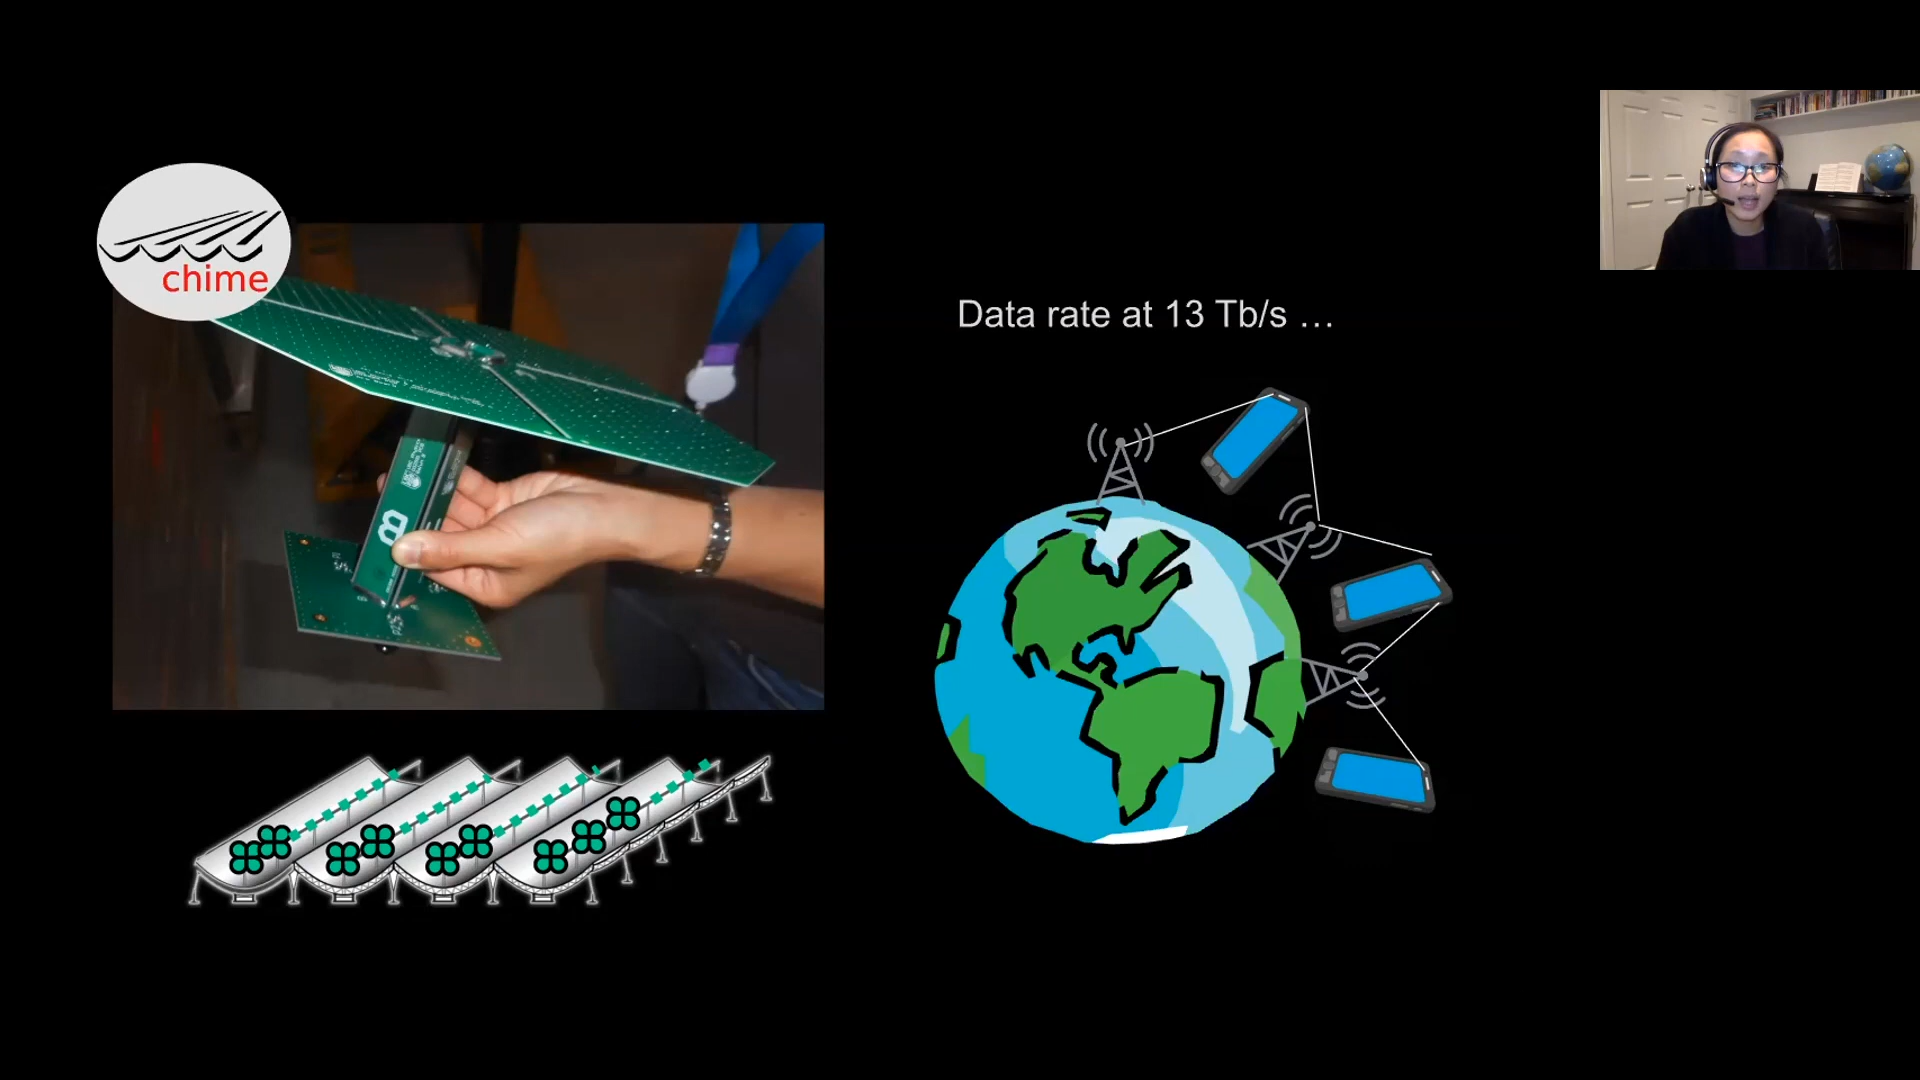 chime
Data rate at 13 Tb/s …